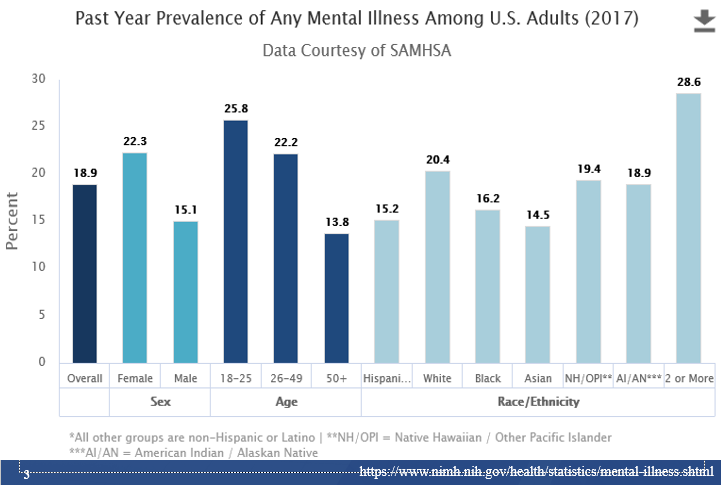 Past Year Prevalence of Any Mental Illness Among U.S. Adults (2017)
Data Courtesy of SAMHSA
Percent
30
25
20
15
10
5
0
18.9
22.3
15.1
25.8
22.2
13.8
15.2
20.4
16.2
14.5
19.4
18.9
28.6
Overall Female Male 18-25 26-49 50+ Hispani... White Black Asian NH/OPI** AI/AN*** 2 or More
Sex Age Race/Ethnicity
*All other groups are non-Hispanic or Latino | **NH/OPI = Native Hawaiian / Other Pacific Islander
***AI/AN = American Indian / Alaskan Native
3 https://www.nimh.nih.gov/health/statistics/mental-illness.shtml